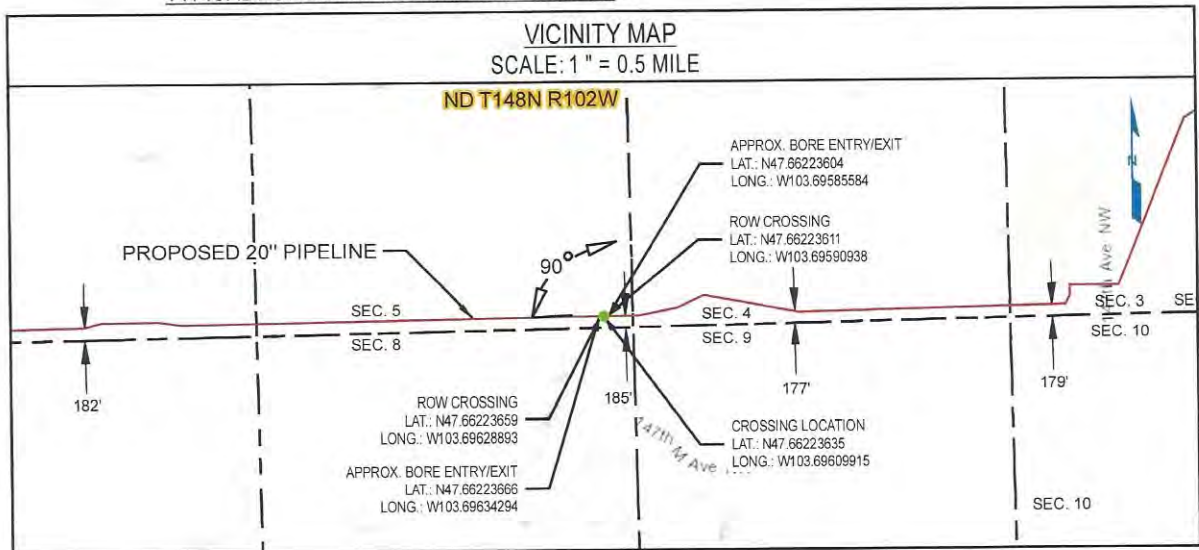 VICINITY MAP
SCALE: 1 " = 0.5 MILE
ND T148N R102W
APPROX. BORE ENTRY/EXIT
LAT.: N47.66223604
LONG.: W103.69585584
ROW CROSSING
LAT.: N47.66223611
LONG.: W103.69590938
N
Ave NW
PROPOSED 20" PIPELINE
90°
SEC. 5
SEC. 4
SEC. 3
SE
SEC. 8
SEC. 9
SEC. 10
182'
185'
177'
179'
ROW CROSSING
LAT.: N47.66223659
LONG.: W103.69628893
147th M Ave
CROSSING LOCATION
LAT.: N47.66223635
LONG.: W103.69609915
APPROX. BORE ENTRY/EXIT
LAT.: N47.66223666
LONG.: W103.69634294
SEC. 10